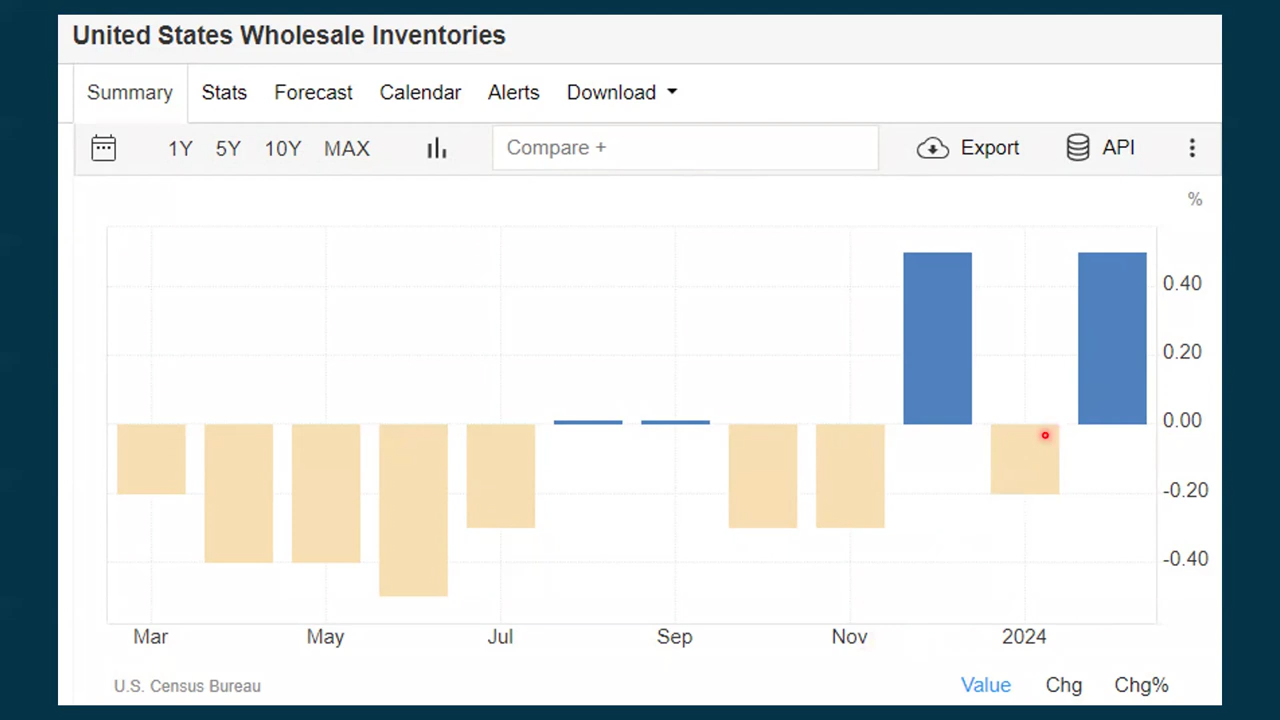 United States Wholesale Inventories
Summary Stats Forecast Calendar Alerts Download
1Y 5Y 10Y MAX Compare + Export API
%
0.40
0.20
0.00
-0.20
-0.40
Mar May Jul Sep Nov 2024
U.S. Census Bureau Value Chg Chg%